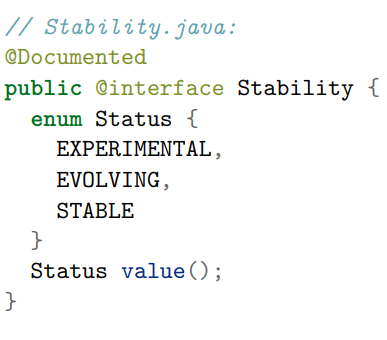 // Stability.java:
@Documented
public @interface Stability {
  enum Status {
    EXPERIMENTAL,
    EVOLVING,
    STABLE
  }
  Status value();
}